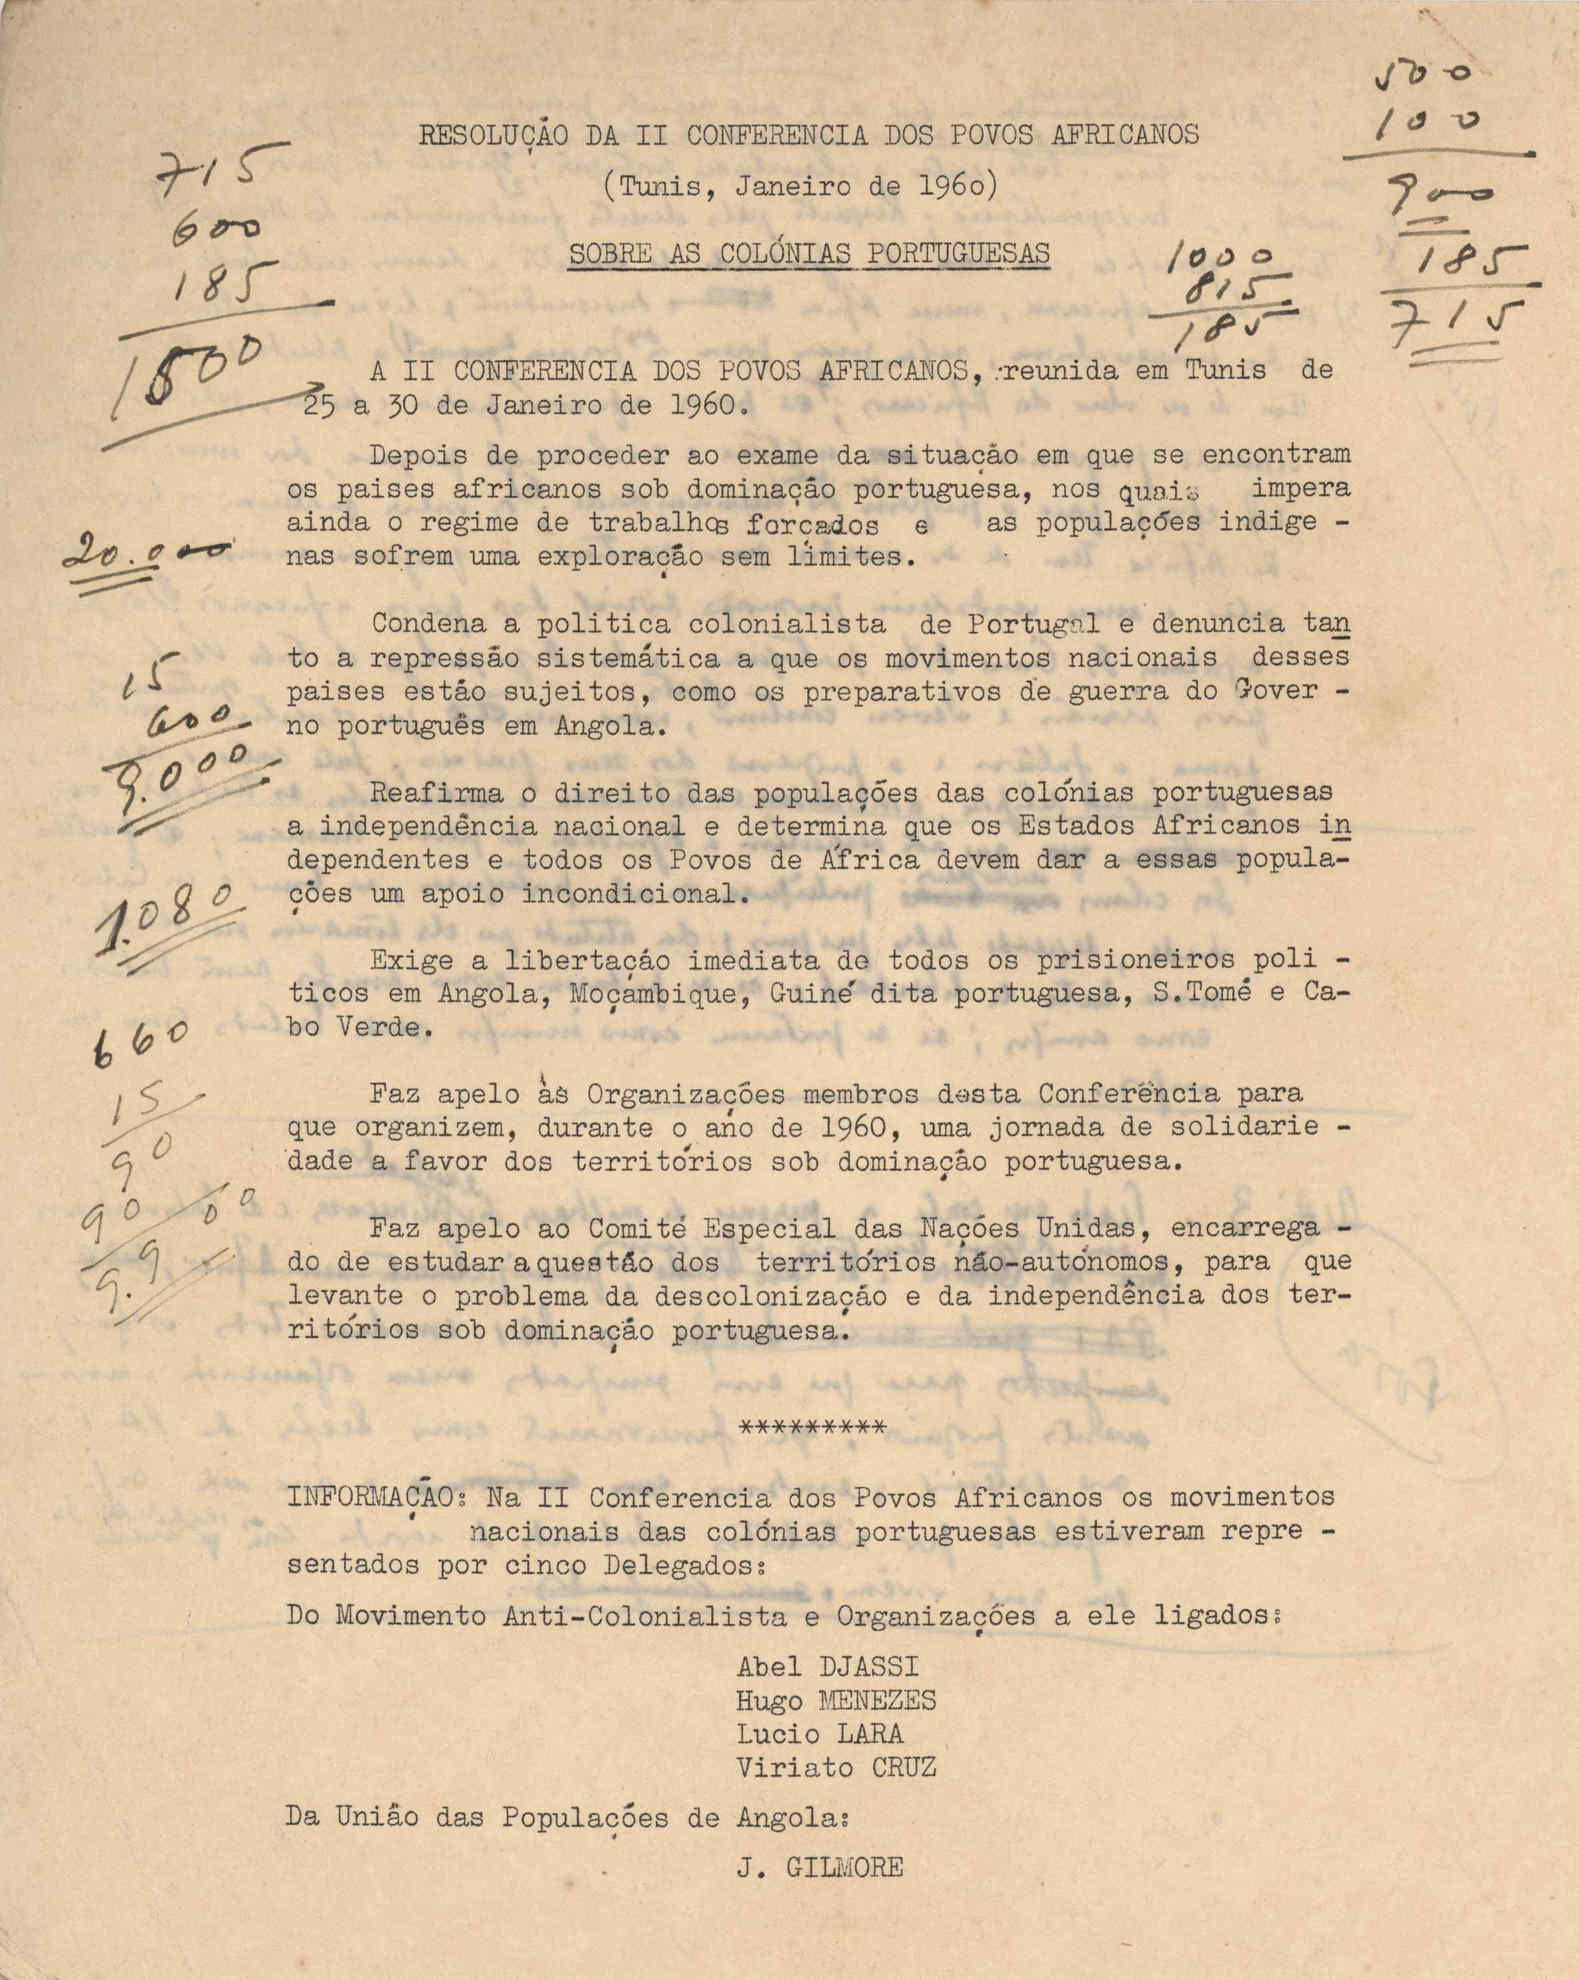 RESOLUÇÃO DA II CONFERENCIA DOS POVOS AFRICANOS
(Tunis, Janeiro de 196o)
SOBRE AS COLÓNIAS PORTUGUESAS
500
100
900
185
715
1000
815
185
715
600
185
1500
A II CONFERENCIA DOS POVOS AFRICANOS, reunida em Tunis de
25 a 30 de Janeiro de 1960.
Depois de proceder ao exame da situação em que se encontram
os paises africanos sob dominação portuguesa, nos quais impera
ainda o regime de trabalhos forçados e as populações indige -
nas sofrem uma exploração sem límites.
20.000
Condena a politica colonialista de Portugal e denuncia tan
to a repressão sistemática a que os movimentos nacionais desses
paises estão sujeitos, como os preparativos de guerra do Gover -
no português em Angola.
15
600
9.000
Reafirma o direito das populações das colónias portuguesas
a independência nacional e determina que os Estados Africanos in
dependentes e todos os Povos de África devem dar a essas popula-
ções um apoio incondicional.
1.080
Exige a libertação imediata de todos os prisioneiros poli -
ticos em Angola, Moçambique, Guiné dita portuguesa, S.Tomé e Ca-
bo Verde.
660
15
90
90 00
9
9.
Faz apelo às Organizações membros desta Conferência para
que organizem, durante o ano de 1960, uma jornada de solidarie -
dade a favor dos territórios sob dominação portuguesa.
Faz apelo ao Comité Especial das Nações Unidas, encarrega -
do de estudar a questão dos territórios não-autónomos, para que
levante o problema da descolonização e da independência dos ter-
ritórios sob dominação portuguesa.
*********
INFORMAÇÃO: Na II Conferencia dos Povos Africanos os movimentos
nacionais das colónias portuguesas estiveram repre -
sentados por cinco Delegados:
Do Movimento Anti-Colonialista e Organizações a ele ligados:
Abel DJASSI
Hugo MENEZES
Lucio LARA
Viriato CRUZ
Da União das Populações de Angola:
J. GILMORE